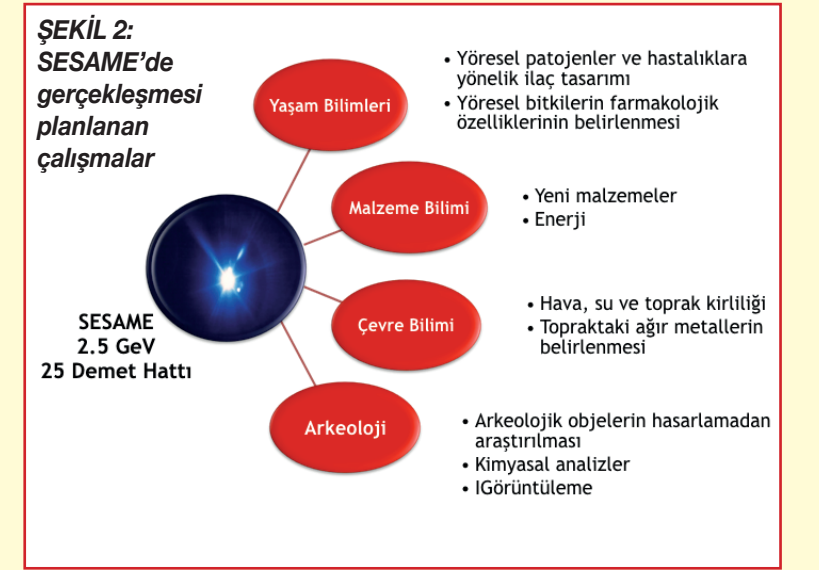 ŞEKİL 2:
SESAME’de
gerçekleşmesi
planlanan
çalışmalar
Yaşam Bilimleri
• Yöresel patojenler ve hastalıklara
yönelik ilaç tasarımı
• Yöresel bitkilerin farmakolojik
özelliklerinin belirlenmesi
Malzeme Bilimi
• Yeni malzemeler
• Enerji
SESAME
2.5 GeV
25 Demet Hattı
Çevre Bilimi
• Hava, su ve toprak kirliliği
• Topraktaki ağır metallerin
belirlenmesi
Arkeoloji
• Arkeolojik objelerin hasarlamadan
araştırılması
• Kimyasal analizler
• IGörüntüleme